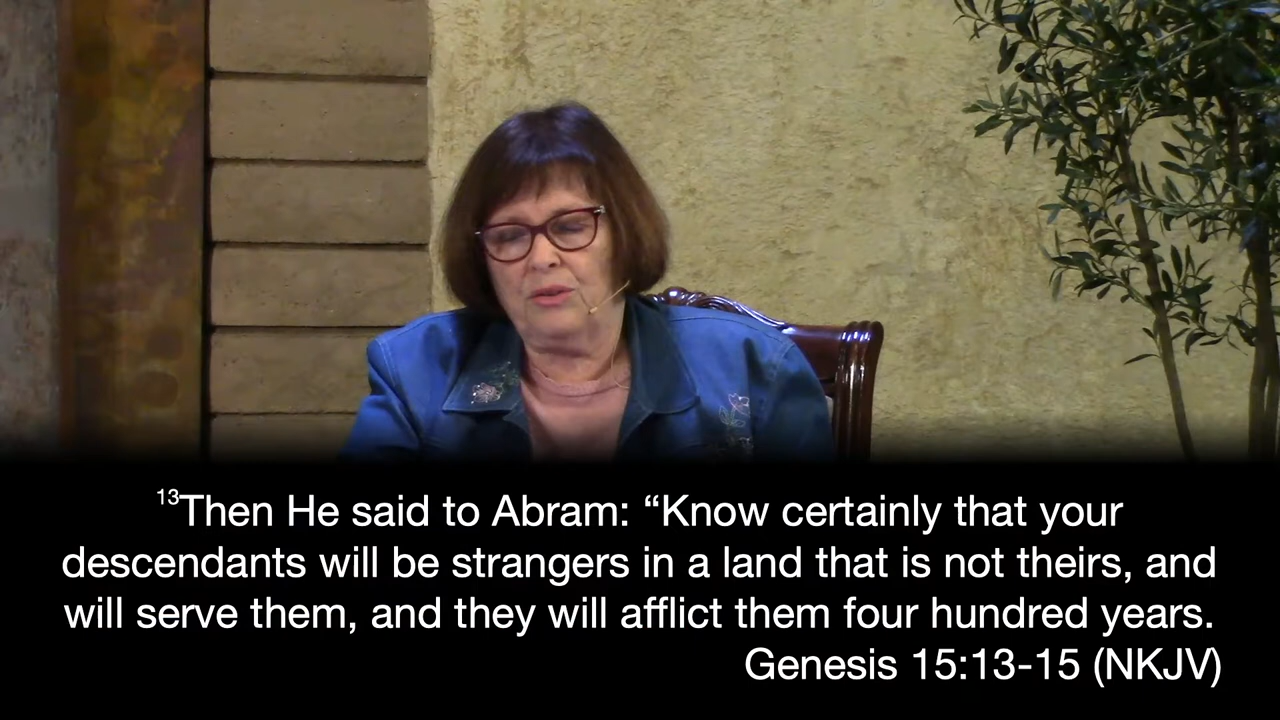 13Then He said to Abram: “Know certainly that your
descendants will be strangers in a land that is not theirs, and
will serve them, and they will afflict them four hundred years.
Genesis 15:13-15 (NKJV)